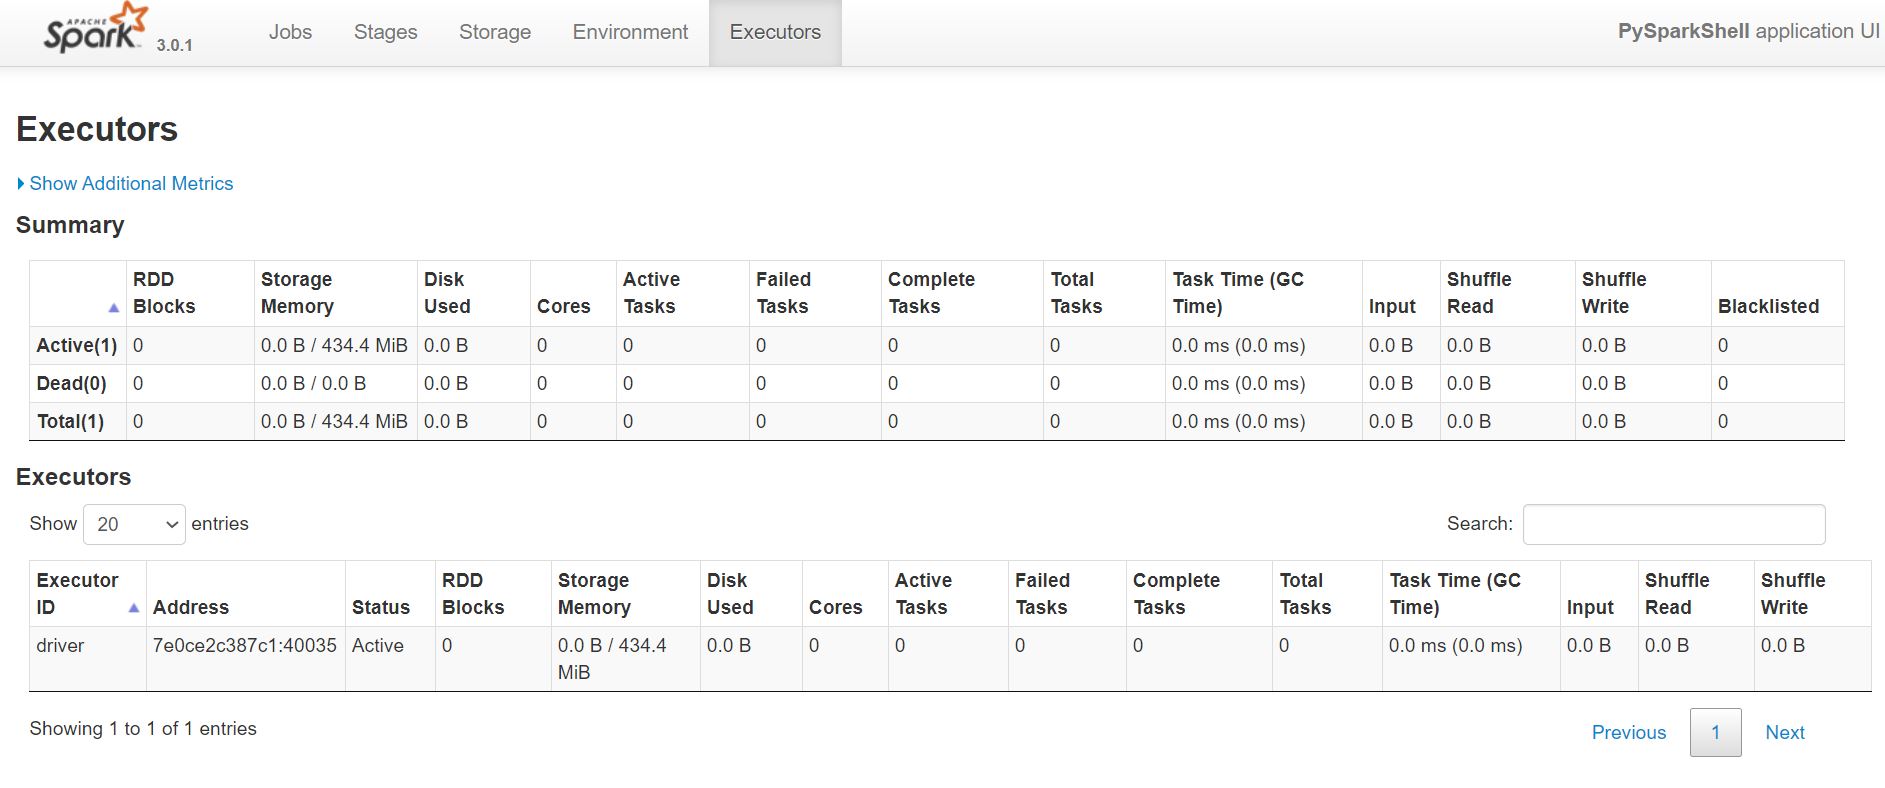 APACHE Spark 3.0.1 Jobs Stages Storage Environment Executors PySparkShell application UI
Executors
Show Additional Metrics
Summary
RDD Blocks Storage Memory Disk Used Cores Active Tasks Failed Tasks Complete Tasks Total Tasks Task Time (GC Time) Input Shuffle Read Shuffle Write Blacklisted
Active(1) 0 0.0 B / 434.4 MiB 0.0 B 0 0 0 0 0 0.0 ms (0.0 ms) 0.0 B 0.0 B 0.0 B 0
Dead(0) 0 0.0 B / 0.0 B 0.0 B 0 0 0 0 0 0.0 ms (0.0 ms) 0.0 B 0.0 B 0.0 B 0
Total(1) 0 0.0 B / 434.4 MiB 0.0 B 0 0 0 0 0 0.0 ms (0.0 ms) 0.0 B 0.0 B 0.0 B 0
Executors
Show 20 entries Search:
Executor ID Address Status RDD Blocks Storage Memory Disk Used Cores Active Tasks Failed Tasks Complete Tasks Total Tasks Task Time (GC Time) Input Shuffle Read Shuffle Write
driver 7e0ce2c387c1:40035 Active 0 0.0 B / 434.4 MiB 0.0 B 0 0 0 0 0 0.0 ms (0.0 ms) 0.0 B 0.0 B 0.0 B
Showing 1 to 1 of 1 entries Previous 1 Next